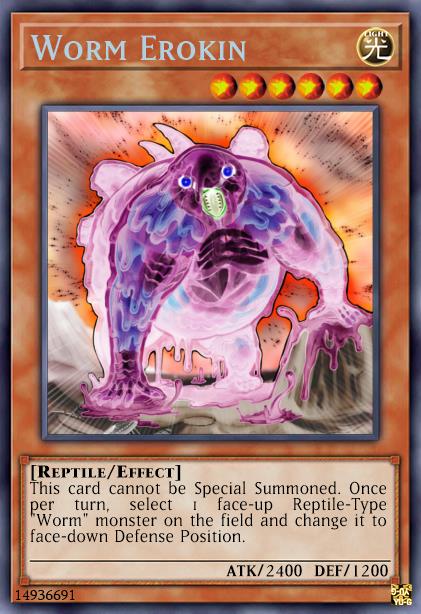 Worm Erokin
LIGHT
光
[Reptile/Effect]
This card cannot be Special Summoned. Once
per turn, select 1 face-up Reptile-Type
"Worm" monster on the field and change it to
face-down Defense Position.
ATK/2400 DEF/1200
14936691